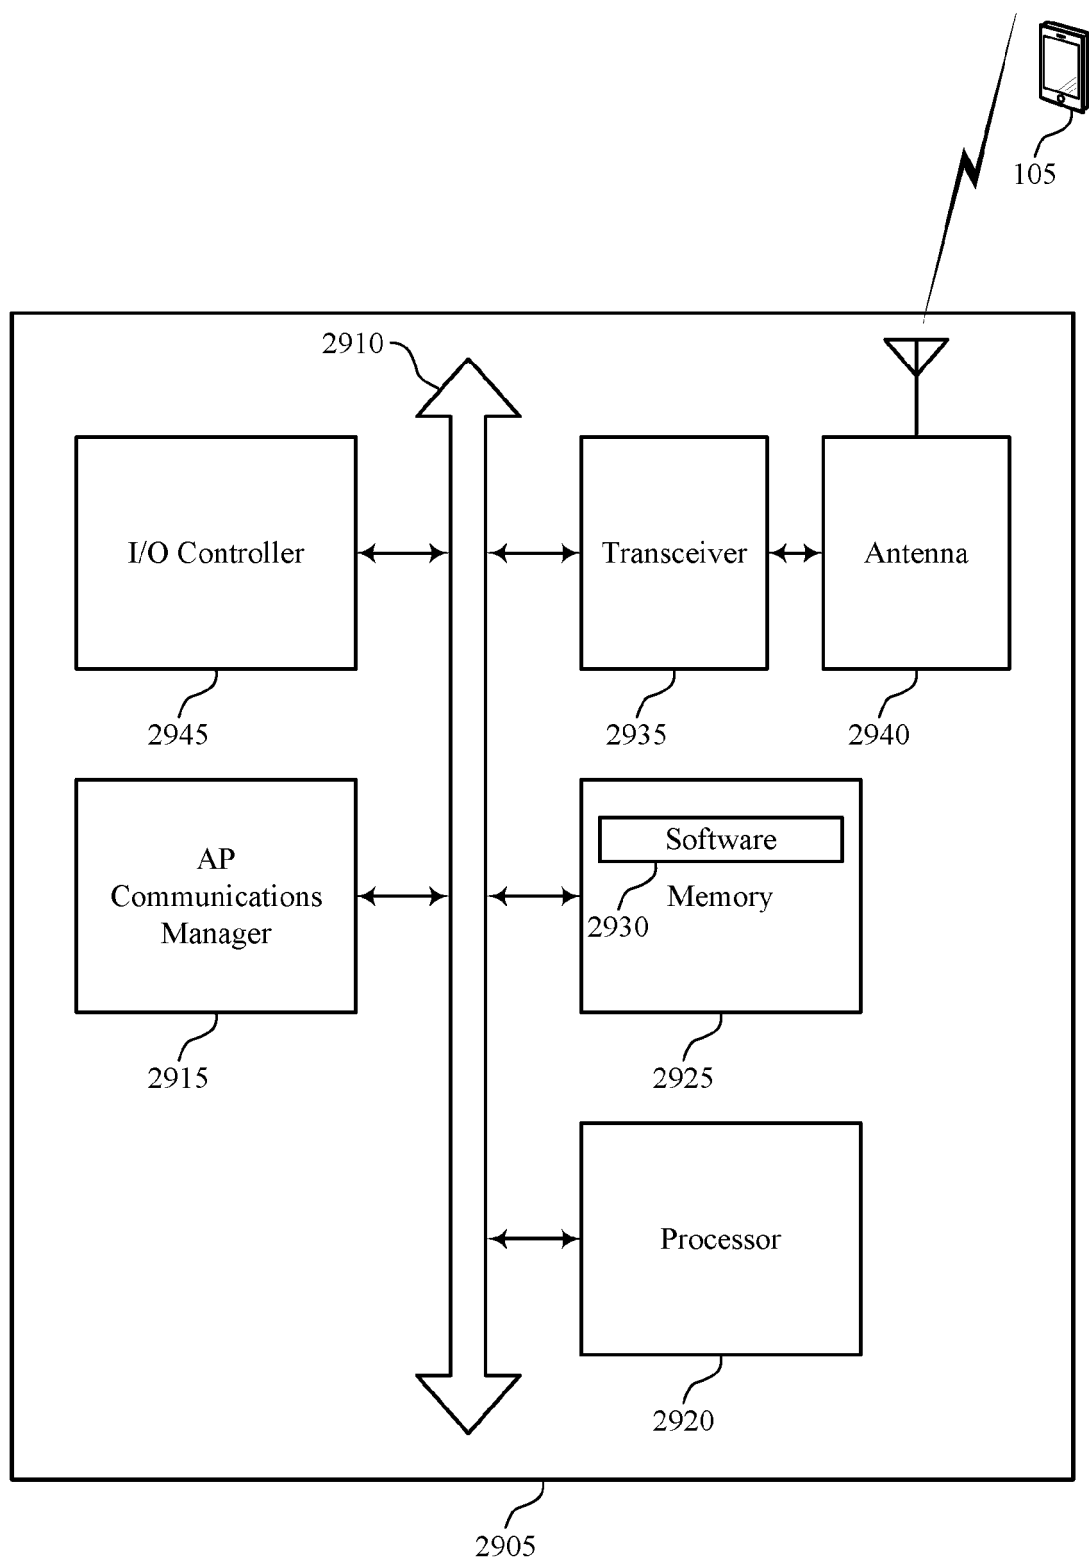 105
2910
I/O Controller
Transceiver
Antenna
2945
2935
2940
AP
Communications
Manager
Software
2930
Memory
2915
2925
Processor
2920
2905